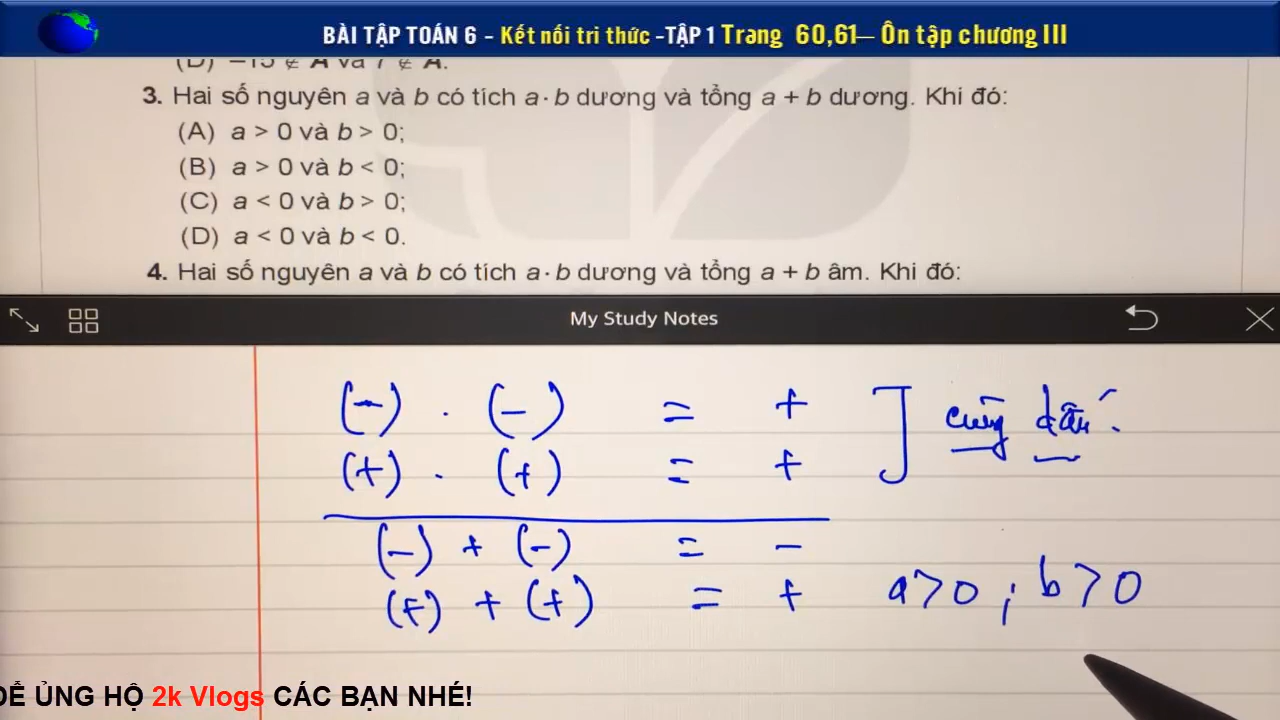 BÀI TẬP TOÁN 6 - Kết nối tri thức -TẬP 1 Trang 60,61– Ôn tập chương III
(D) −15 ∉ A và 7 ∉ A.
3. Hai số nguyên a và b có tích a · b dương và tổng a + b dương. Khi đó:
(A) a > 0 và b > 0;
(B) a > 0 và b < 0;
(C) a < 0 và b > 0;
(D) a < 0 và b < 0.
4. Hai số nguyên a và b có tích a · b dương và tổng a + b âm. Khi đó:
My Study Notes
(−) . (−) = + ] cùng dấu.
(+) . (+) = +
(−) + (−) = −
(+) + (+) = + a>0 ; b>0
ĐỂ ỦNG HỘ 2k Vlogs CÁC BẠN NHÉ!